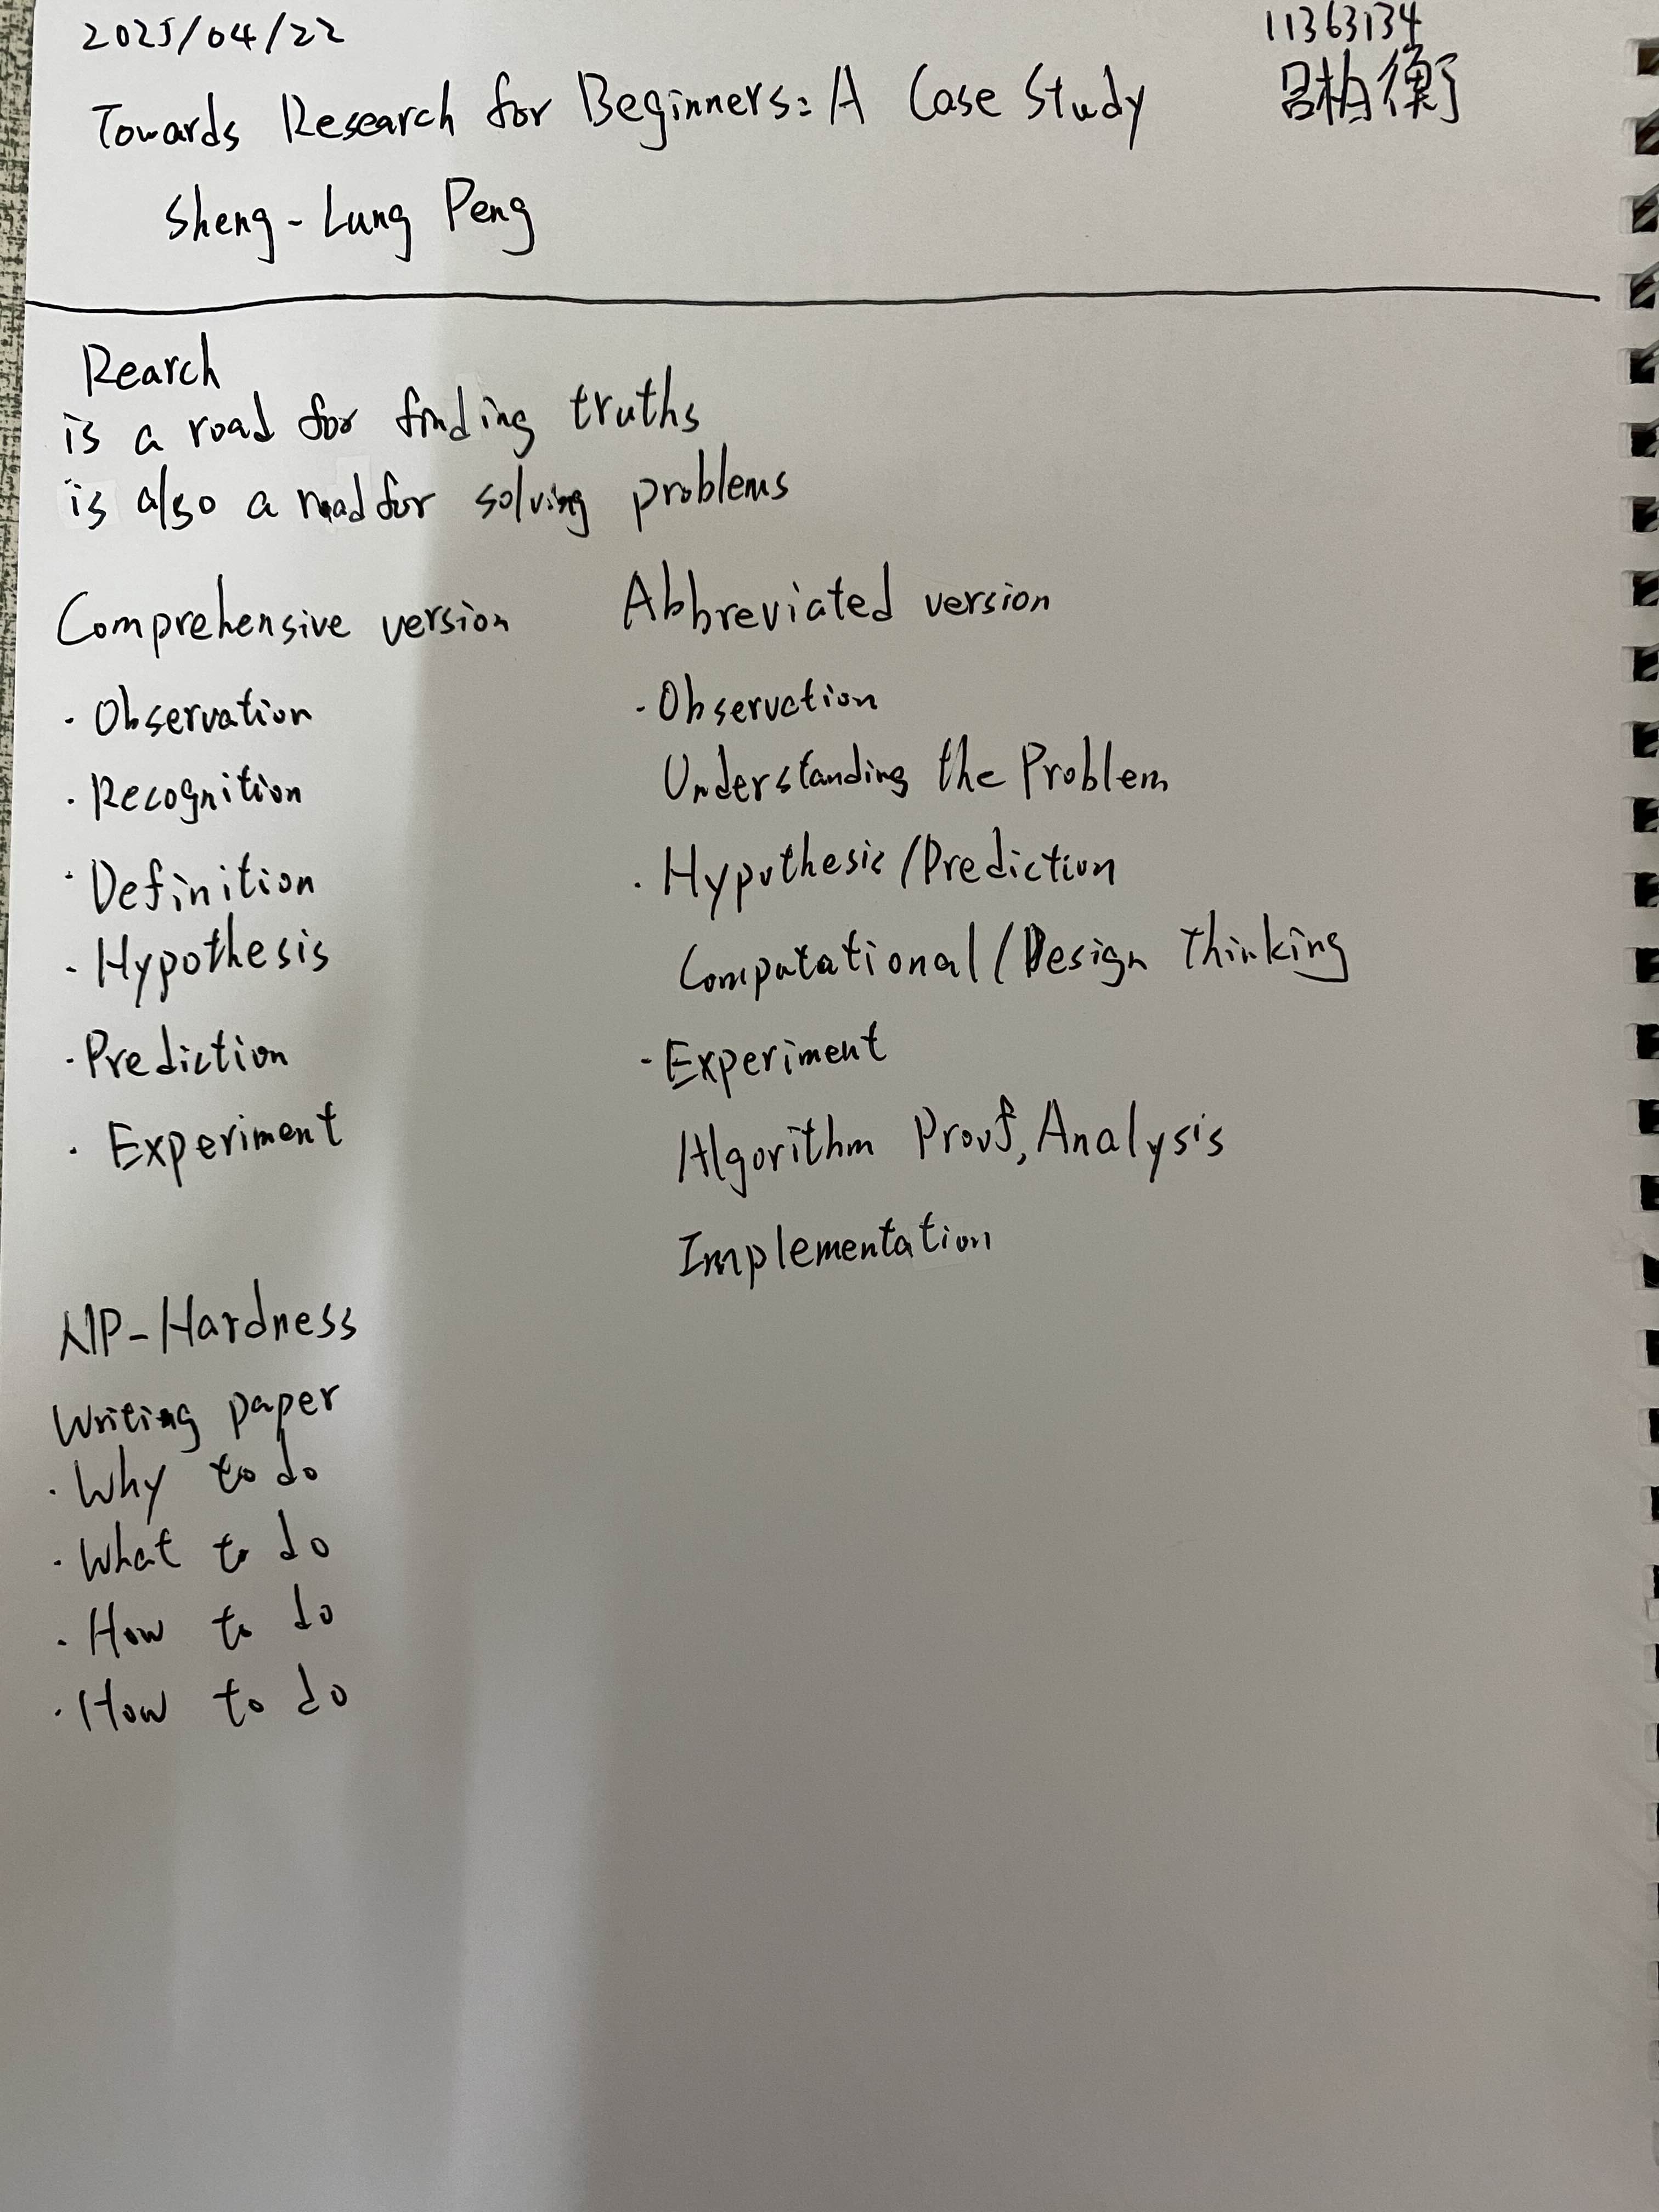 2025/04/22
11363134
Towards Research for Beginners: A Case Study
呂柏衡
Sheng-Lung Peng
Rearch
is a road for finding truths
is also a road for solving problems
Comprehensive version
· Observation
· Recognition
· Definition
· Hypothesis
· Prediction
· Experiment
Abbreviated version
· Observation
Understanding the Problem
· Hypothesis/Prediction
Computational/Design Thinking
· Experiment
Algorithm Proof, Analysis
Implementation
NP-Hardness
Writing paper
· Why to do
· What to do
· How to do
· How to do